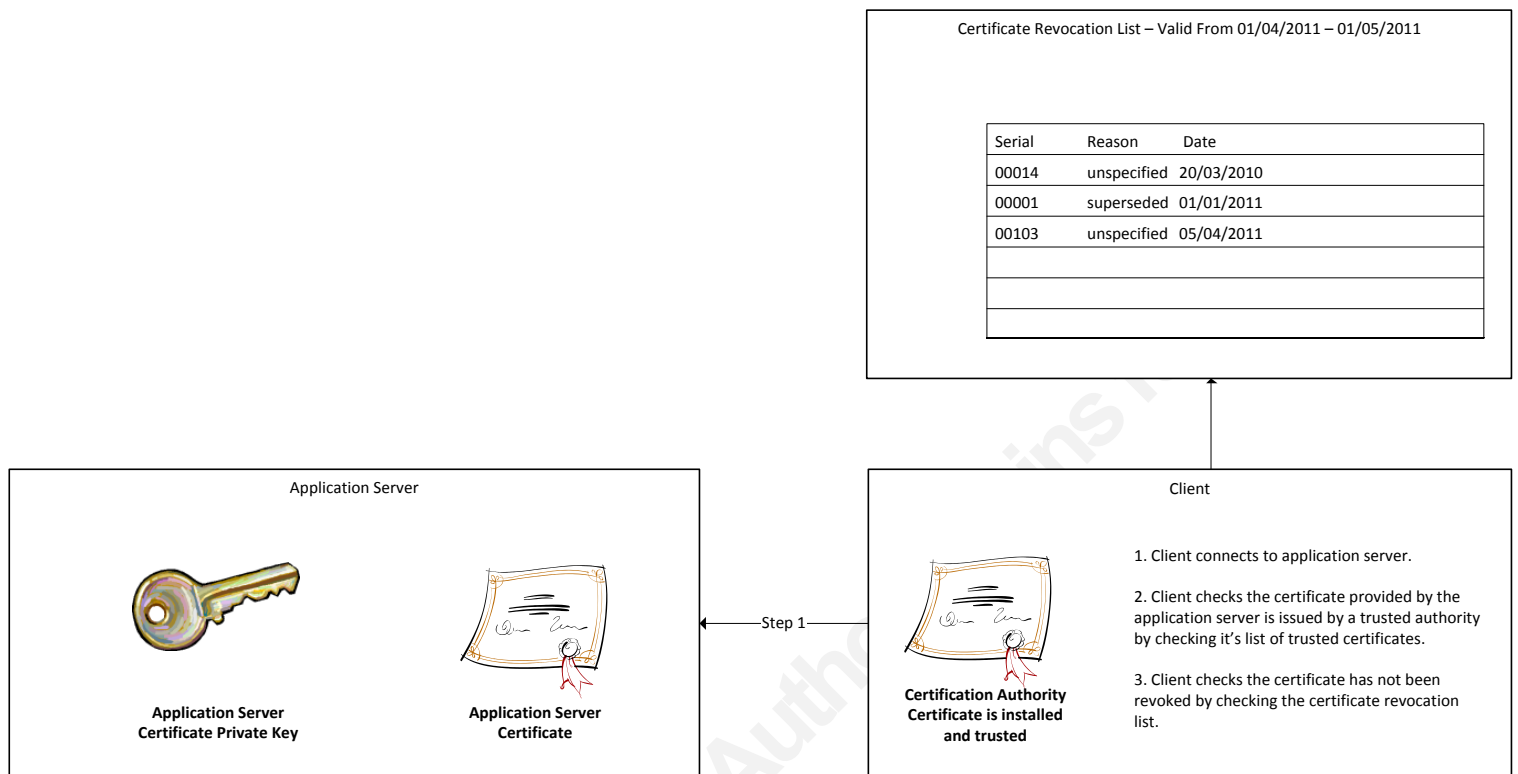 Certificate Revocation List – Valid From 01/04/2011 – 01/05/2011
Serial Reason Date
00014 unspecified 20/03/2010
00001 superseded 01/01/2011
00103 unspecified 05/04/2011
Application Server
Application Server
Certificate Private Key
Application Server
Certificate
Step 1
Client
Certification Authority
Certificate is installed
and trusted
1. Client connects to application server.
2. Client checks the certificate provided by the
application server is issued by a trusted authority
by checking it’s list of trusted certificates.
3. Client checks the certificate has not been
revoked by checking the certificate revocation
list.